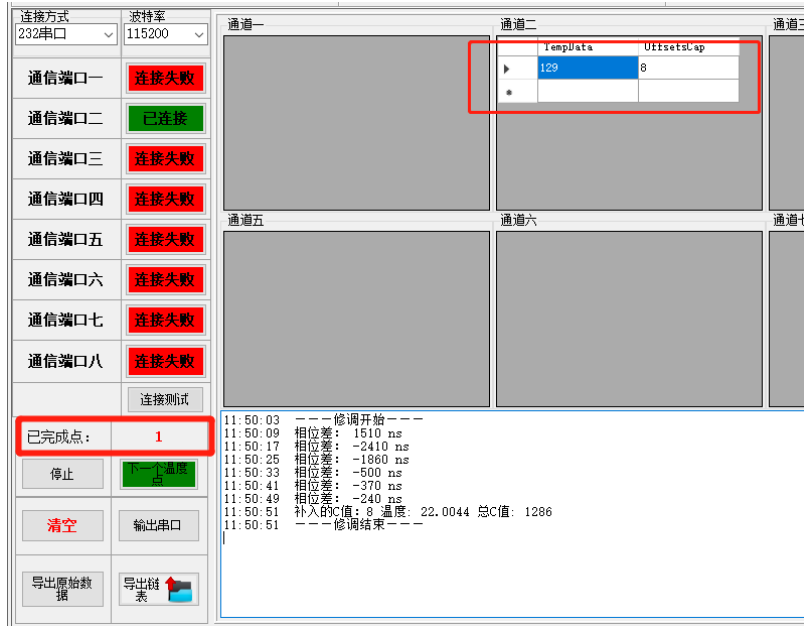 连接方式 波特率
232串口 115200
通信端口一 连接失败
通信端口二 已连接
通信端口三 连接失败
通信端口四 连接失败
通信端口五 连接失败
通信端口六 连接失败
通信端口七 连接失败
通信端口八 连接失败
连接测试
已完成点： 1
停止 下一个温度点
清空 输出串口
导出原始数据 导出链表
通道一 通道二 通道三
TempData OffsetsCap
129 8
通道五 通道六
11:50:03 ———修调开始———
11:50:09 相位差： 1510 ns
11:50:17 相位差： -2410 ns
11:50:25 相位差： -1860 ns
11:50:33 相位差： -500 ns
11:50:41 相位差： -370 ns
11:50:49 相位差： -240 ns
11:50:51 补入的C值：8 温度: 22.0044 总C值: 1286
11:50:51 ———修调结束———